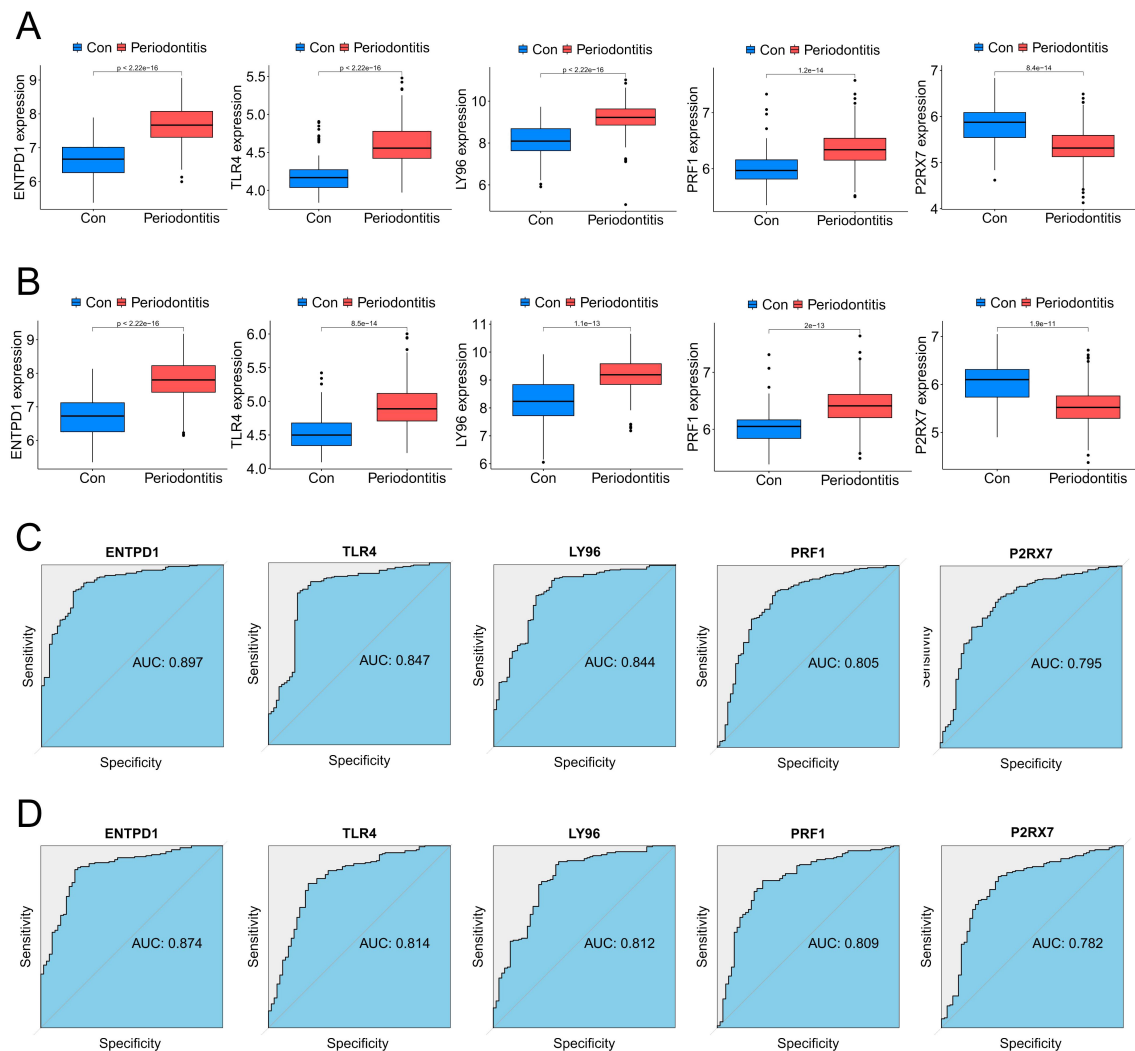 A
Con Periodontitis
p < 2.22e−16
ENTPD1 expression
9
8
7
6
Con Periodontitis
Con Periodontitis
p < 2.22e−16
TLR4 expression
5.5
5.0
4.5
4.0
Con Periodontitis
Con Periodontitis
p < 2.22e−16
LY96 expression
10
8
6
Con Periodontitis
Con Periodontitis
1.2e−14
PRF1 expression
7
6
Con Periodontitis
Con Periodontitis
8.4e−14
P2RX7 expression
7
6
5
4
Con Periodontitis
B
Con Periodontitis
p < 2.22e−16
ENTPD1 expression
9
8
7
6
Con Periodontitis
Con Periodontitis
8.5e−14
TLR4 expression
6.0
5.5
5.0
4.5
4.0
Con Periodontitis
Con Periodontitis
1.1e−13
LY96 expression
11
10
9
8
7
6
Con Periodontitis
Con Periodontitis
2e−13
PRF1 expression
7
6
Con Periodontitis
Con Periodontitis
1.9e−11
P2RX7 expression
7
6
5
Con Periodontitis
C
ENTPD1
Sensitivity
AUC: 0.897
Specificity
TLR4
Sensitivity
AUC: 0.847
Specificity
LY96
Sensitivity
AUC: 0.844
Specificity
PRF1
Sensitivity
AUC: 0.805
Specificity
P2RX7
Sensitivity
AUC: 0.795
Specificity
D
ENTPD1
Sensitivity
AUC: 0.874
Specificity
TLR4
Sensitivity
AUC: 0.814
Specificity
LY96
Sensitivity
AUC: 0.812
Specificity
PRF1
Sensitivity
AUC: 0.809
Specificity
P2RX7
Sensitivity
AUC: 0.782
Specificity